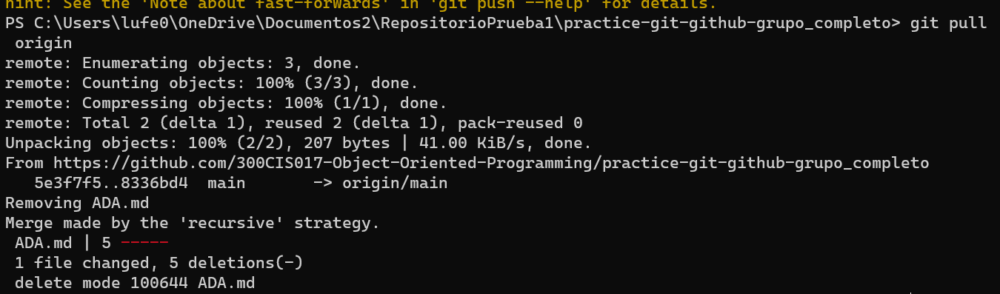 hint: See the 'Note about fast-forwards' in 'git push --help' for details.
PS C:\Users\lufe0\OneDrive\Documentos2\RepositorioPrueba1\practice-git-github-grupo_completo> git pull
 origin
remote: Enumerating objects: 3, done.
remote: Counting objects: 100% (3/3), done.
remote: Compressing objects: 100% (1/1), done.
remote: Total 2 (delta 1), reused 2 (delta 1), pack-reused 0
Unpacking objects: 100% (2/2), 207 bytes | 41.00 KiB/s, done.
From https://github.com/300CIS017-Object-Oriented-Programming/practice-git-github-grupo_completo
   5e3f7f5..8336bd4  main       -> origin/main
Removing ADA.md
Merge made by the 'recursive' strategy.
 ADA.md | 5 -----
 1 file changed, 5 deletions(-)
 delete mode 100644 ADA.md